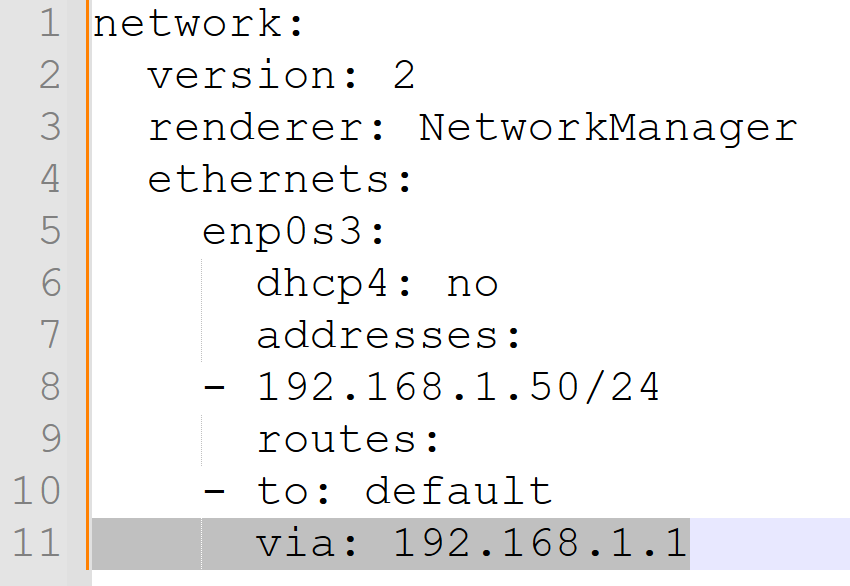 1 network:
2   version: 2
3   renderer: NetworkManager
4   ethernets:
5     enp0s3:
6       dhcp4: no
7       addresses:
8     - 192.168.1.50/24
9       routes:
10     - to: default
11       via: 192.168.1.1